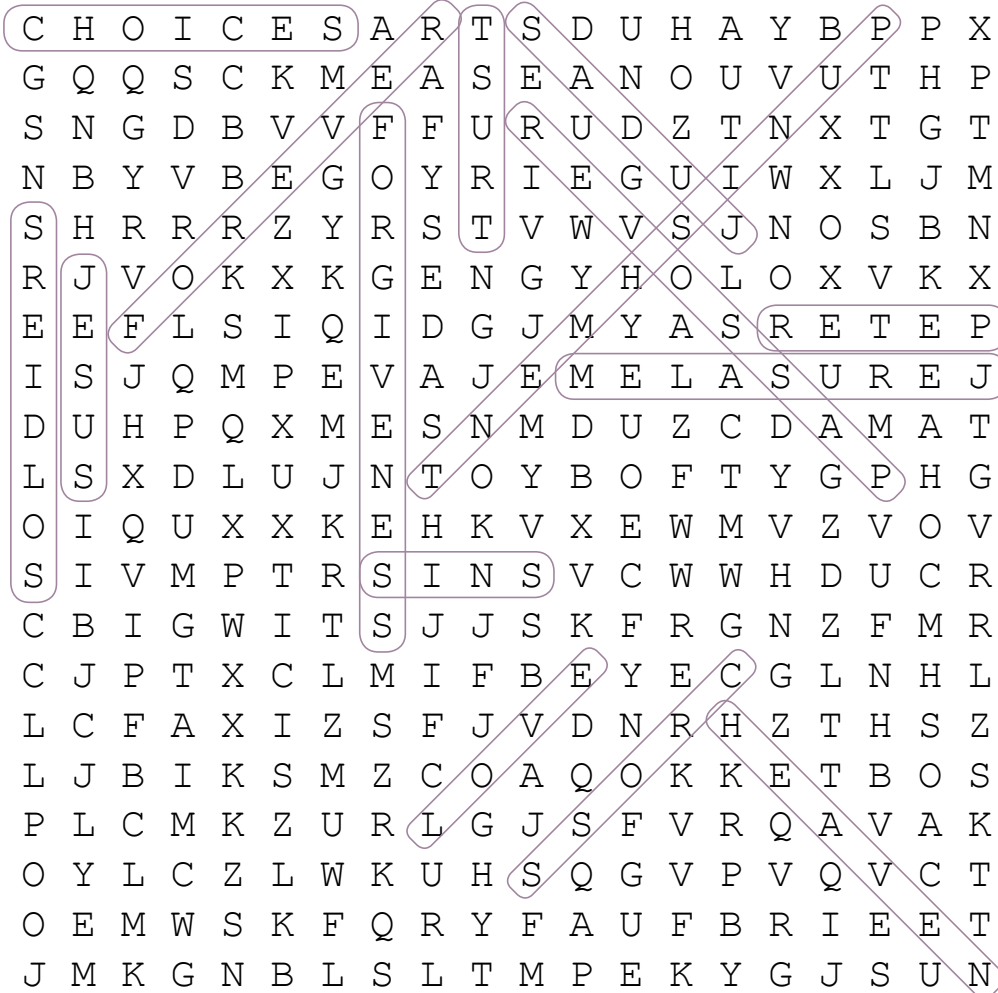 C H O I C E S A R T S D U H A Y B P P X
G Q Q S C K M E A S E A N O U V U T H P
S N G D B V V F F U R U D Z T N X T G T
N B Y V B E G O Y R I E G U I W X L J M
S H R R R Z Y R S T V W V S J N O S B N
R J V O K X K G E N G Y H O L O X V K X
E E F L S I Q I D G J M Y A S R E T E P
I S J Q M P E V A J E M E L A S U R E J
D U H P Q X M E S N M D U Z C D A M A T
L S X D L U J N T O Y B O F T Y G P H G
O I Q U X X K E H K V X E W M V Z V O V
S I V M P T R S I N S V C W W H D U C R
C B I G W I T S J J S K F R G N Z F M R
C J P T X C L M I F B E Y E C G L N H L
L C F A X I Z S F J V D N R H Z T H S Z
L J B I K S M Z C O A Q O K K E T B O S
P L C M K Z U R L G J S F V R Q A V A K
O Y L C Z L W K U H S Q G V P V Q V C T
O E M W S K F Q R Y F A U F B R I E E T
J M K G N B L S L T M P E K Y G J S U N